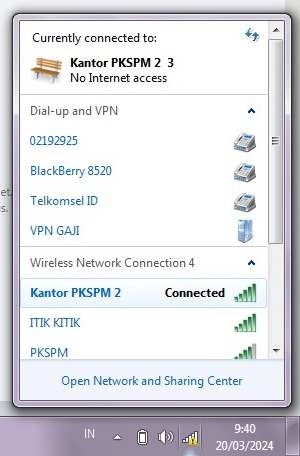 Currently connected to:
Kantor PKSPM 2 3
No Internet access
Dial-up and VPN
02192925
BlackBerry 8520
Telkomsel ID
VPN GAJI
Wireless Network Connection 4
Kantor PKSPM 2 Connected
ITIK KITIK
PKSPM
Open Network and Sharing Center
IN
9:40
20/03/2024